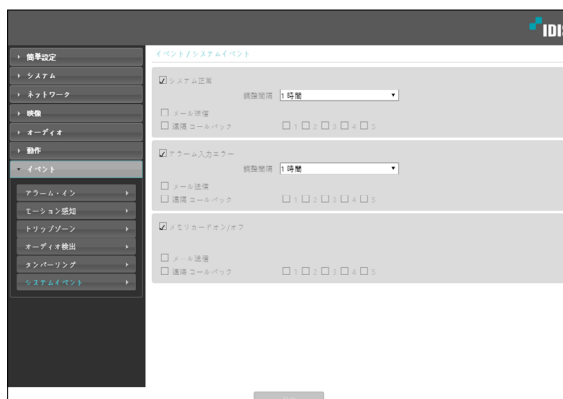 IDIS
簡単設定
システム
ネットワーク
映像
オーディオ
動作
イベント
アラーム・イン
モーション感知
トリップゾーン
オーディオ検出
タンパーリング
システムイベント
イベント / システムイベント
システム正常
頻繁間隔 1 時間
メール送信
遠隔 コールバック 1 2 3 4 5
アラーム入力エラー
頻繁間隔 1 時間
メール送信
遠隔 コールバック 1 2 3 4 5
メモリカードオン/オフ
メール送信
遠隔 コールバック 1 2 3 4 5